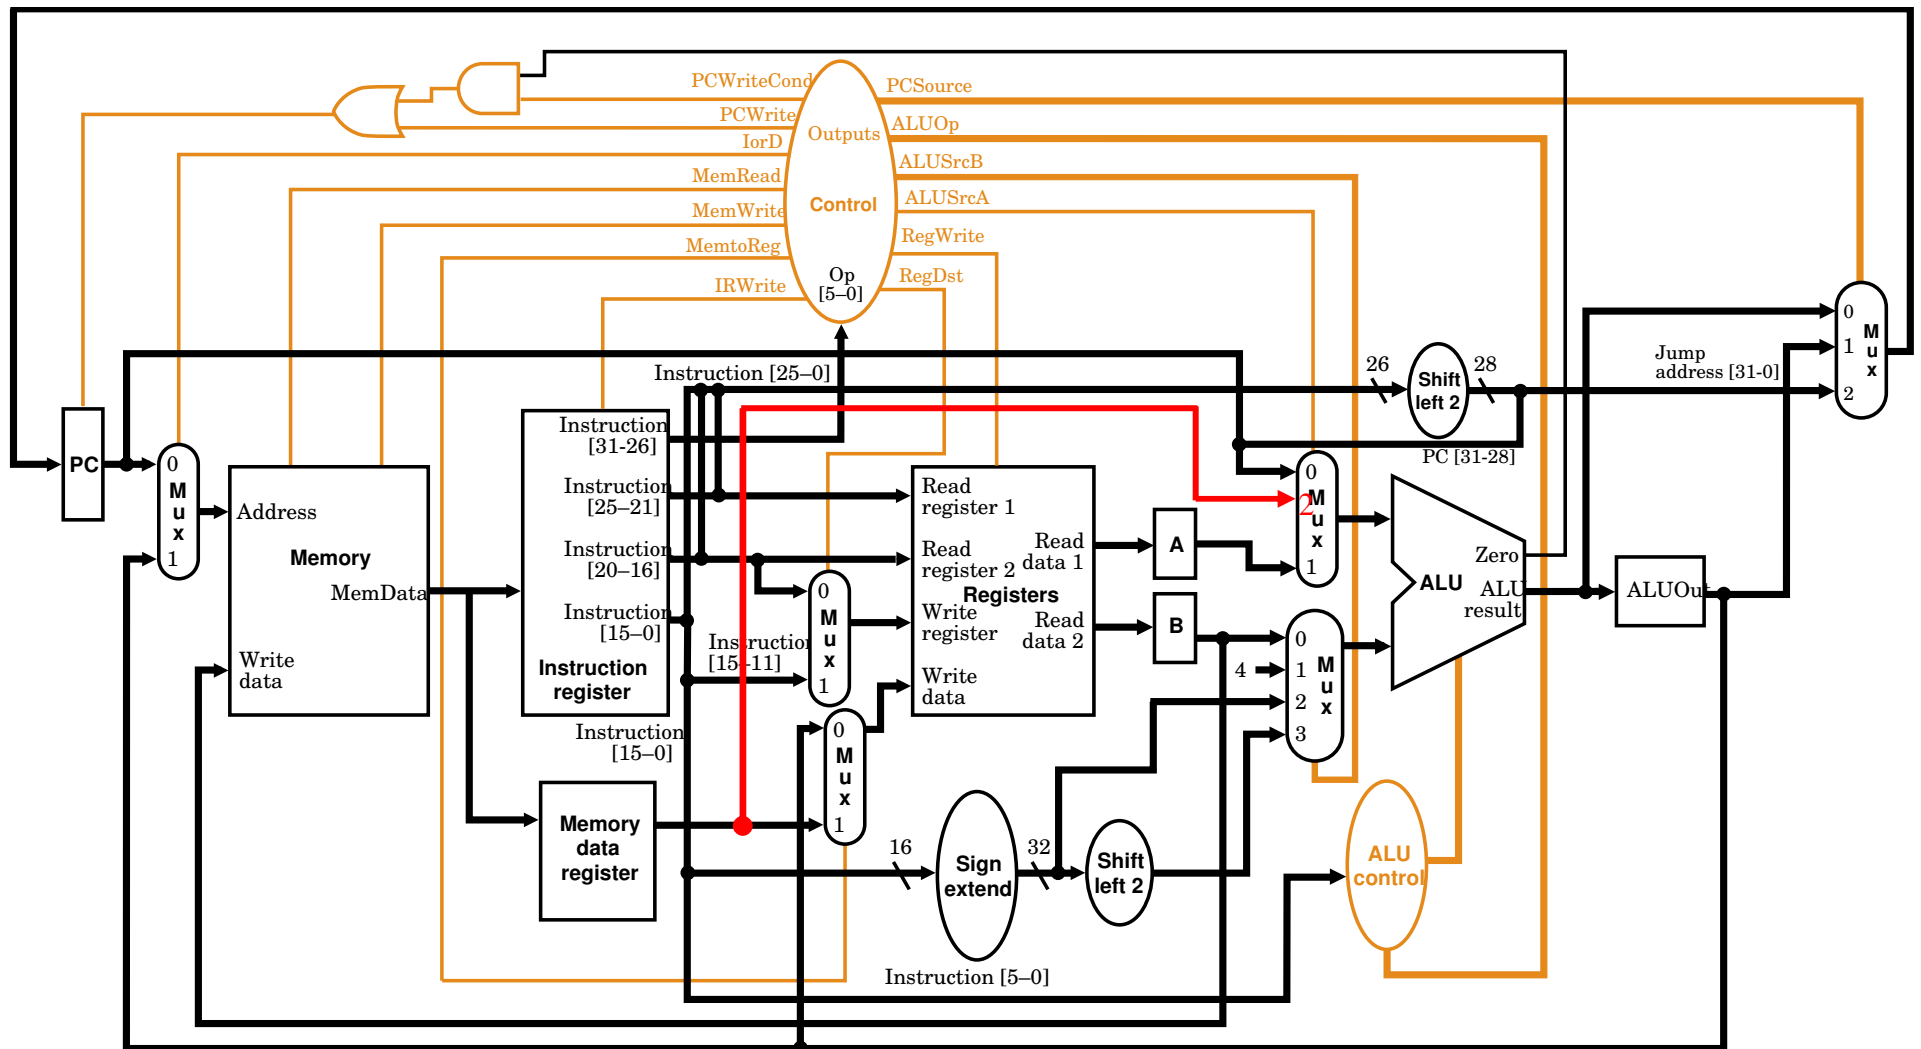 PCWriteCond
PCSource
PCWrite
ALUOp
Outputs
IorD
ALUSrcB
MemRead
ALUSrcA
Control
MemWrite
RegWrite
MemtoReg
RegDst
IRWrite
Op
[5–0]
0
1
2
M
u
x
Jump
address [31-0]
26
28
Shift
left 2
PC [31-28]
Instruction [25–0]
PC
0
M
u
x
1
Address
Memory
MemData
Write
data
Instruction
[31-26]
Instruction
[25–21]
Instruction
[20–16]
Instruction
[15–0]
Instruction
register
Instruction
[15–11]
0
M
u
x
1
Read
register 1
Read
register 2
Registers
Write
register
Write
data
Read
data 1
Read
data 2
A
B
0
2
M
u
x
1
0
4
1
2
3
M
u
x
Zero
ALU
ALU
result
ALUOut
Instruction
[15–0]
0
M
u
x
1
Memory
data
register
16
Sign
extend
32
Shift
left 2
ALU
control
Instruction [5–0]